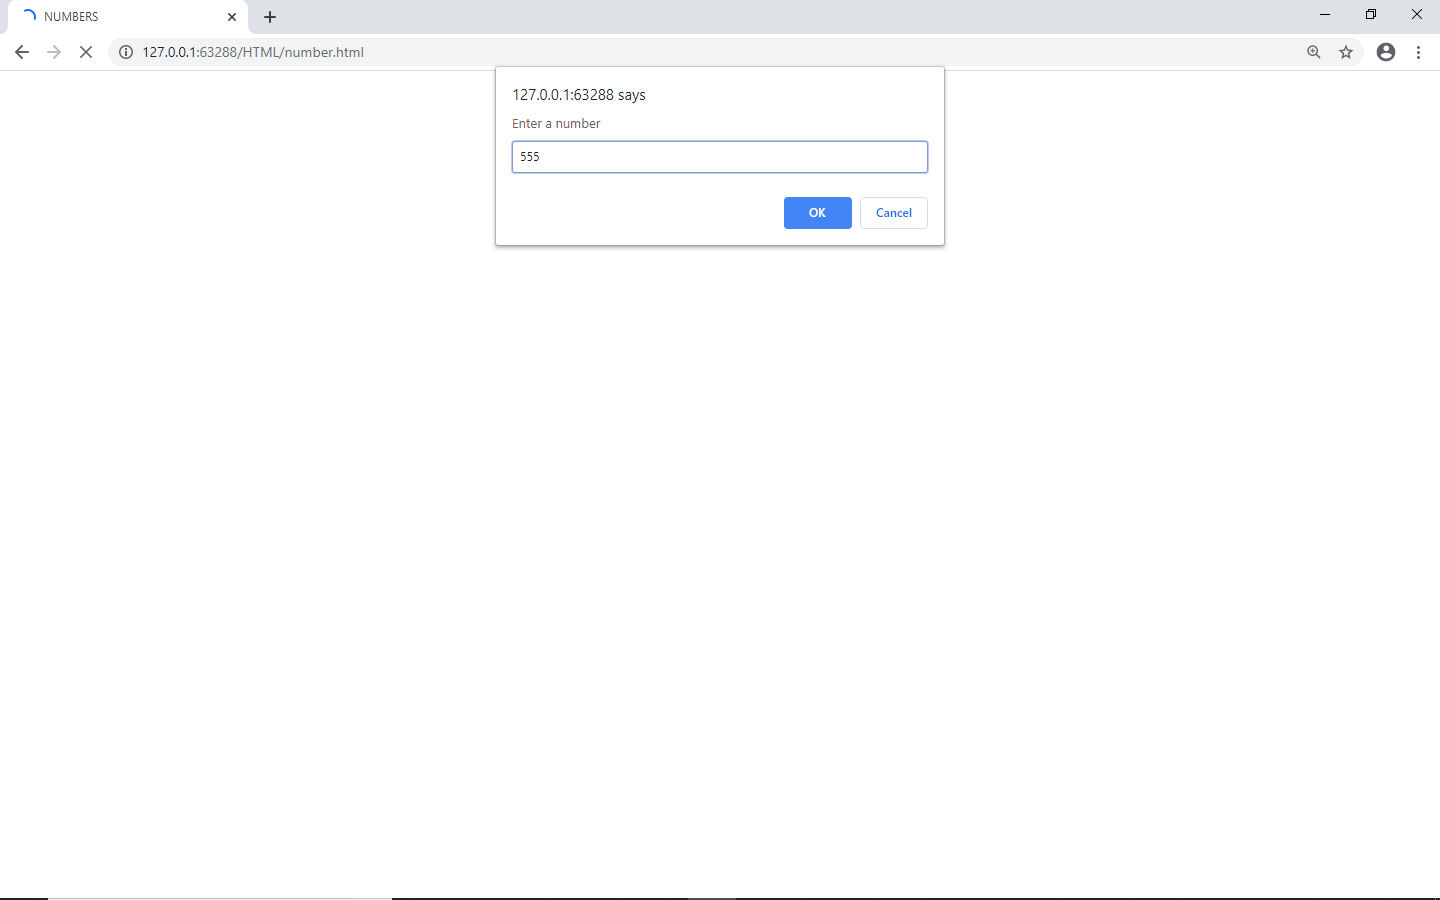 NUMBERS
127.0.0.1:63288/HTML/number.html
127.0.0.1:63288 says
Enter a number
555
OK
Cancel